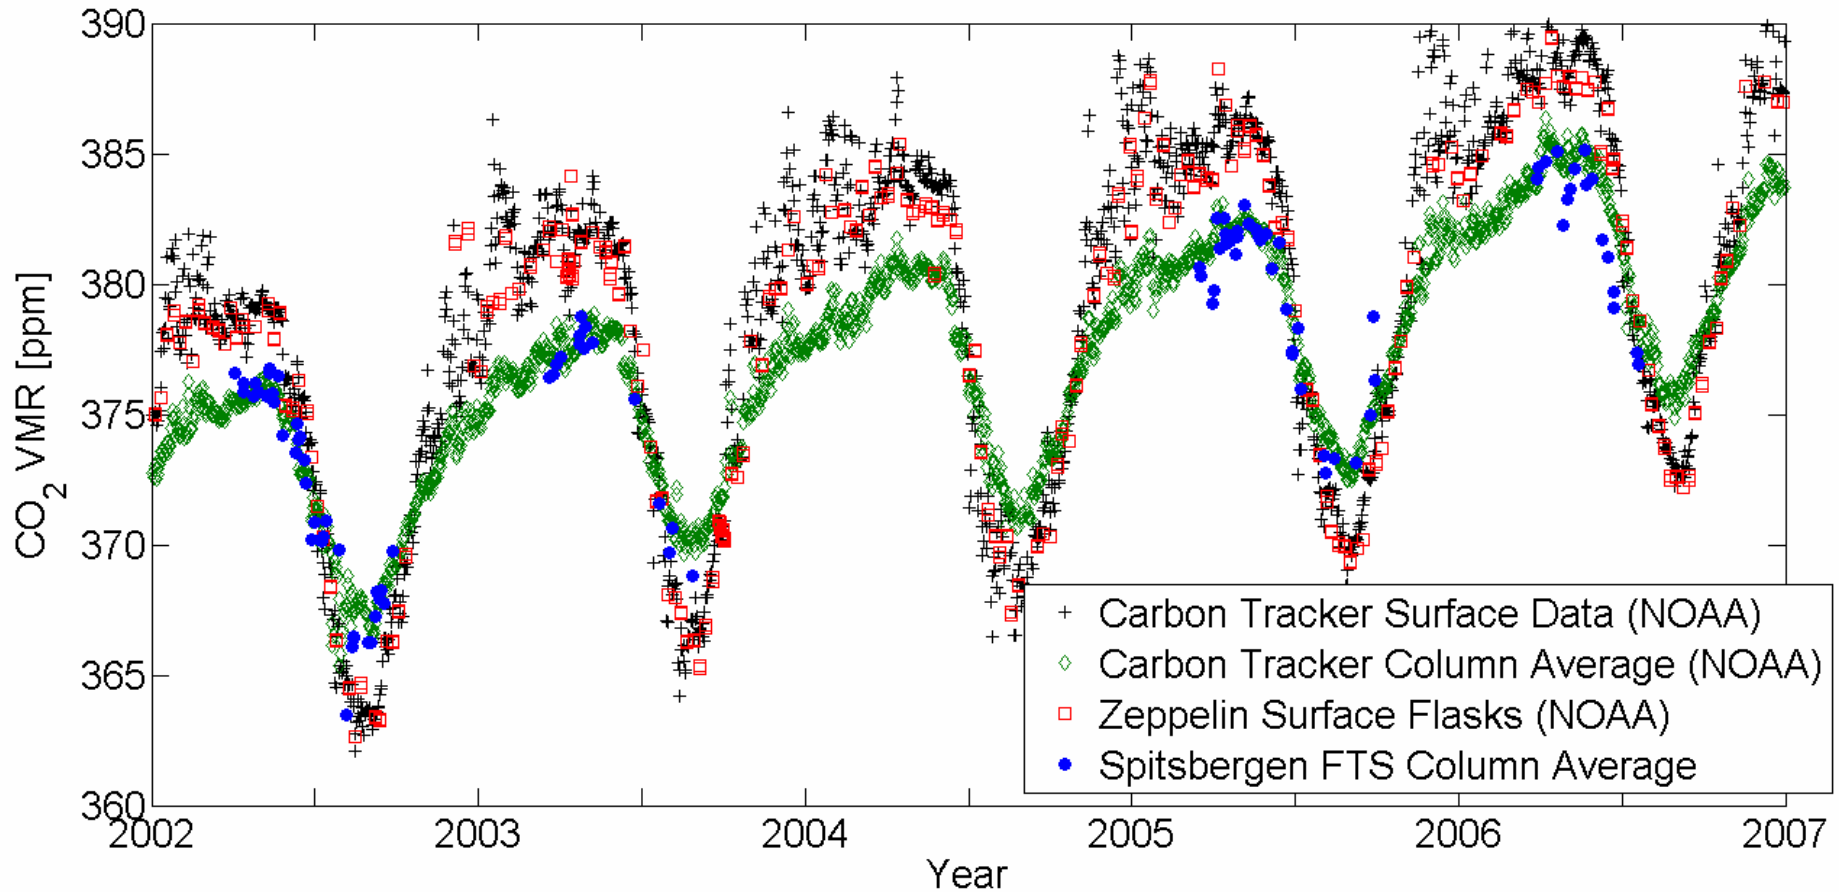 390
385
380
375
370
365
360
CO2 VMR [ppm]
2002 2003 2004 2005 2006 2007
Year
Carbon Tracker Surface Data (NOAA)
Carbon Tracker Column Average (NOAA)
Zeppelin Surface Flasks (NOAA)
Spitsbergen FTS Column Average